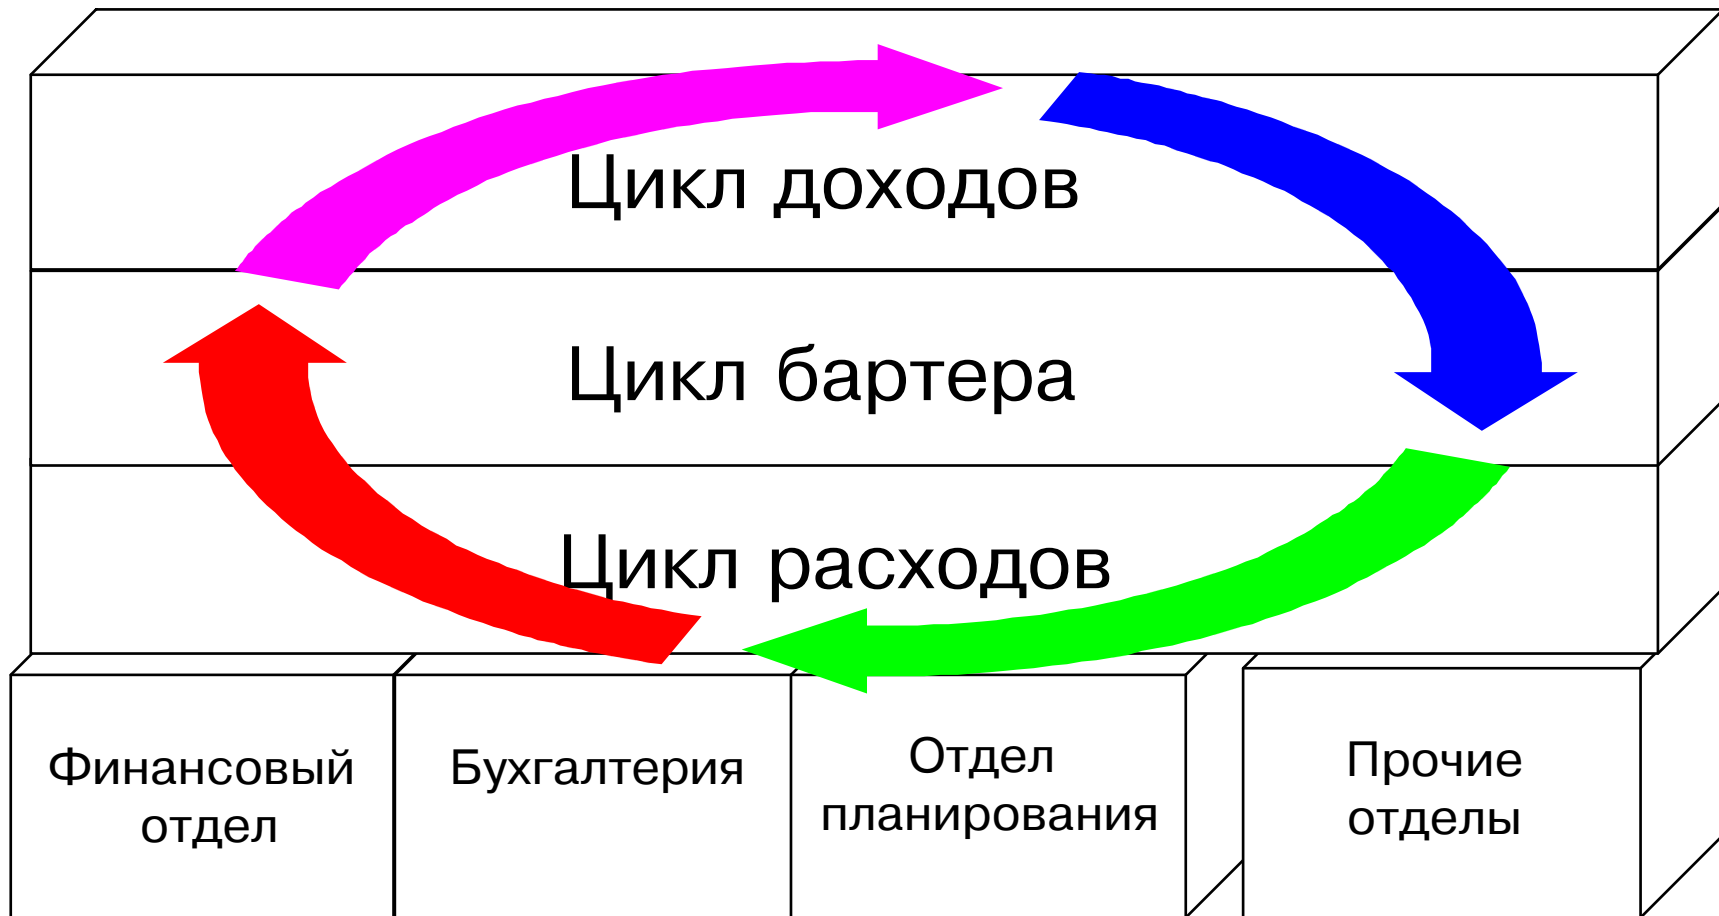 Цикл доходов
Цикл бартера
Цикл расходов
Финансовый
отдел
Бухгалтерия
Отдел
планирования
Прочие
отделы